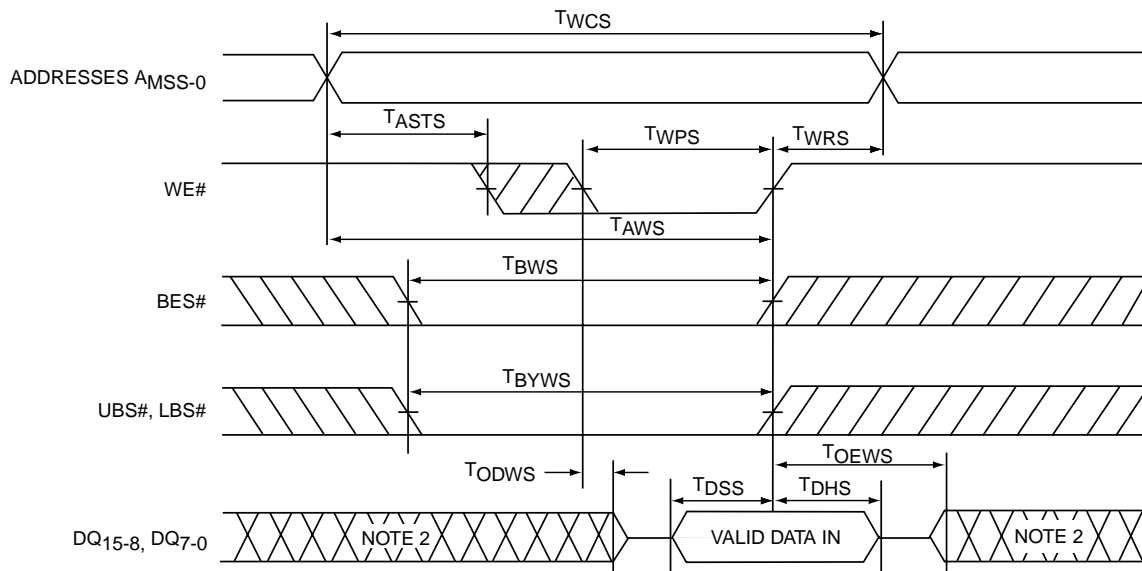 TWCS
ADDRESSES AMSS-0
TASTS
TWPS
TWRS
WE#
TAWS
TBWS
BES#
TBYWS
UBS#, LBS#
TODWS
TOEWS
TDSS
TDHS
DQ15-8, DQ7-0
NOTE 2
VALID DATA IN
NOTE 2